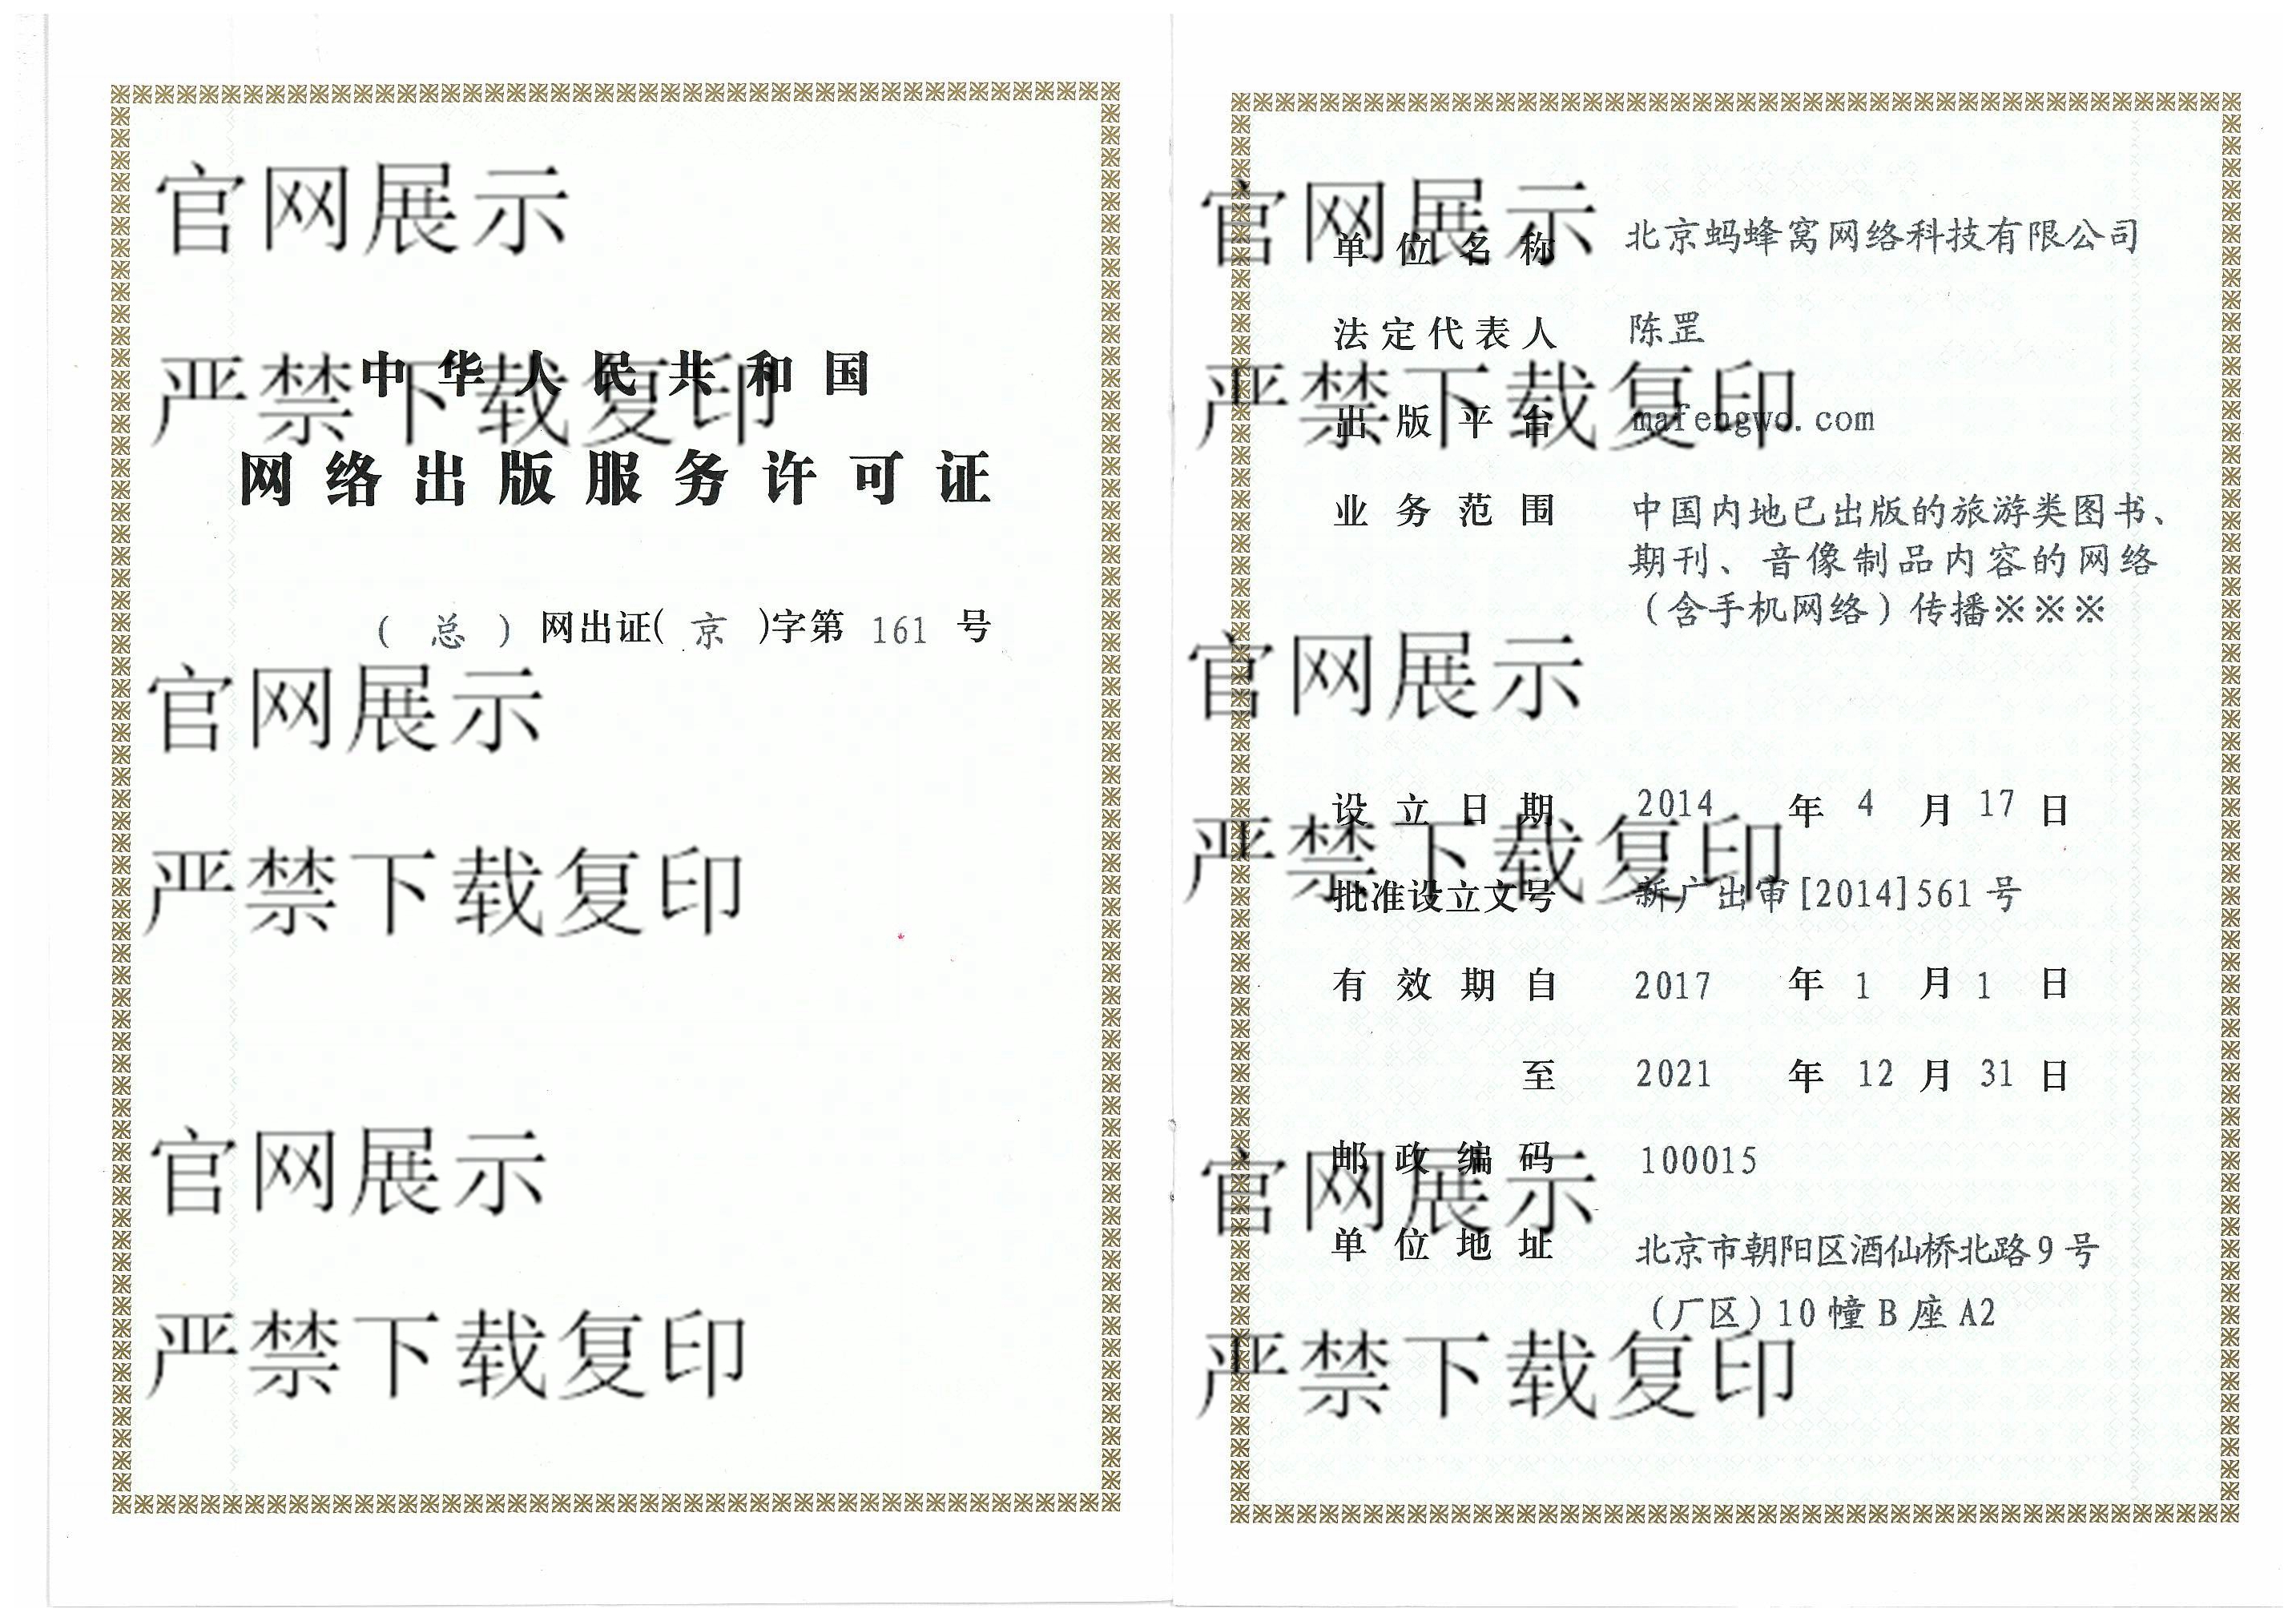 官网展示
中华人民共和国
严禁下载复印
网络出版服务许可证
(总)网出证(京)字第 161 号
官网展示
严禁下载复印
官网展示
严禁下载复印
官网展示
单位名称 北京蚂蜂窝网络科技有限公司
法定代表人 陈罡
严禁下载复印
出版平台 mafengwo.com
业务范围 中国内地已出版的旅游类图书、
期刊、音像制品内容的网络
(含手机网络)传播※※※
官网展示
设立日期 2014 年 4 月 17 日
严禁下载复印
批准设立文号 新广出审[2014]561 号
有效期自 2017 年 1 月 1 日
至 2021 年 12 月 31 日
邮政编码 100015
官网展示
单位地址 北京市朝阳区酒仙桥北路 9 号
(厂区) 10 幢 B 座 A2
严禁下载复印